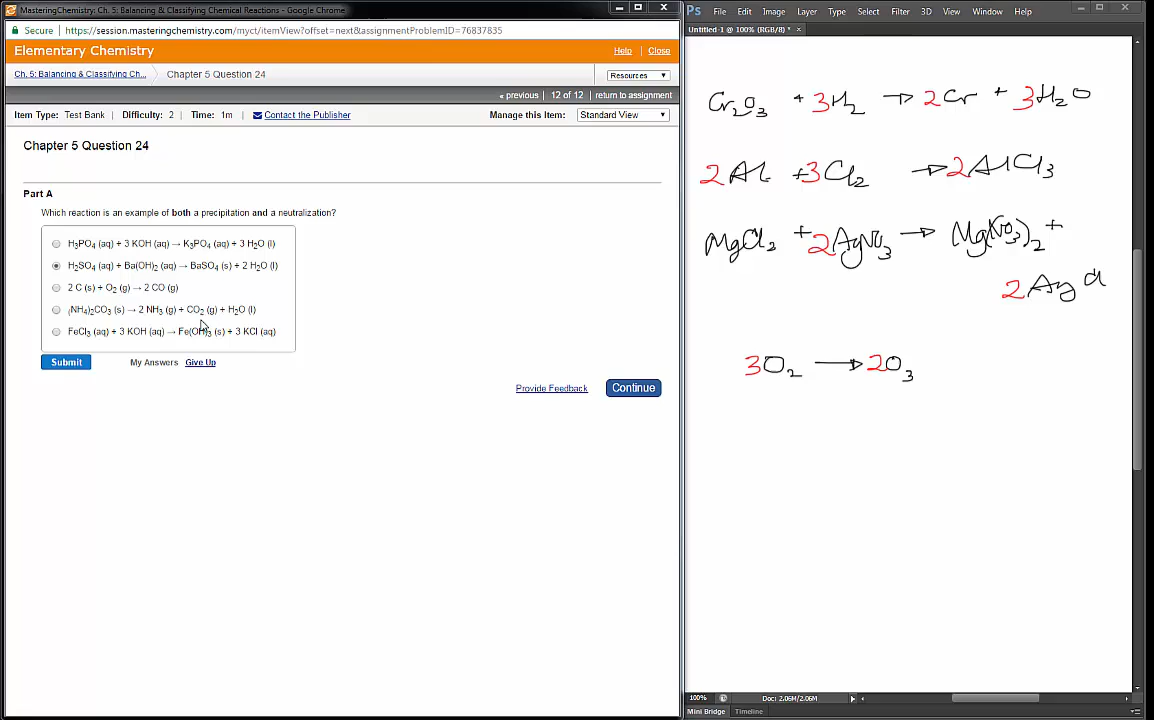 MasteringChemistry: Ch. 5: Balancing & Classifying Chemical Reactions - Google Chrome
Secure https://session.masteringchemistry.com/myct/itemView?offset=next&assignmentProblemID=76837835
Elementary Chemistry Help Close
Ch. 5: Balancing & Classifying Ch... Chapter 5 Question 24 Resources
« previous 12 of 12 return to assignment
Item Type: Test Bank Difficulty: 2 Time: 1m Contact the Publisher Manage this Item: Standard View
Chapter 5 Question 24
Part A
Which reaction is an example of both a precipitation and a neutralization?
H₃PO₄ (aq) + 3 KOH (aq) → K₃PO₄ (aq) + 3 H₂O (l)
H₂SO₄ (aq) + Ba(OH)₂ (aq) → BaSO₄ (s) + 2 H₂O (l)
2 C (s) + O₂ (g) → 2 CO (g)
(NH₄)₂CO₃ (s) → 2 NH₃ (g) + CO₂ (g) + H₂O (l)
FeCl₃ (aq) + 3 KOH (aq) → Fe(OH)₃ (s) + 3 KCl (aq)
Submit My Answers Give Up
Provide Feedback Continue
Ps File Edit Image Layer Type Select Filter 3D View Window Help
Untitled-1 @ 100% (RGB/8) * ×
Cr₂O₃ + 3H₂ → 2Cr + 3H₂O
2Al + 3Cl₂ → 2AlCl₃
MgCl₂ + 2AgNO₃ → Mg(NO₃)₂ +
2AgCl
3O₂ → 2O₃
100% Doc: 2.06M/2.06M
Mini Bridge Timeline